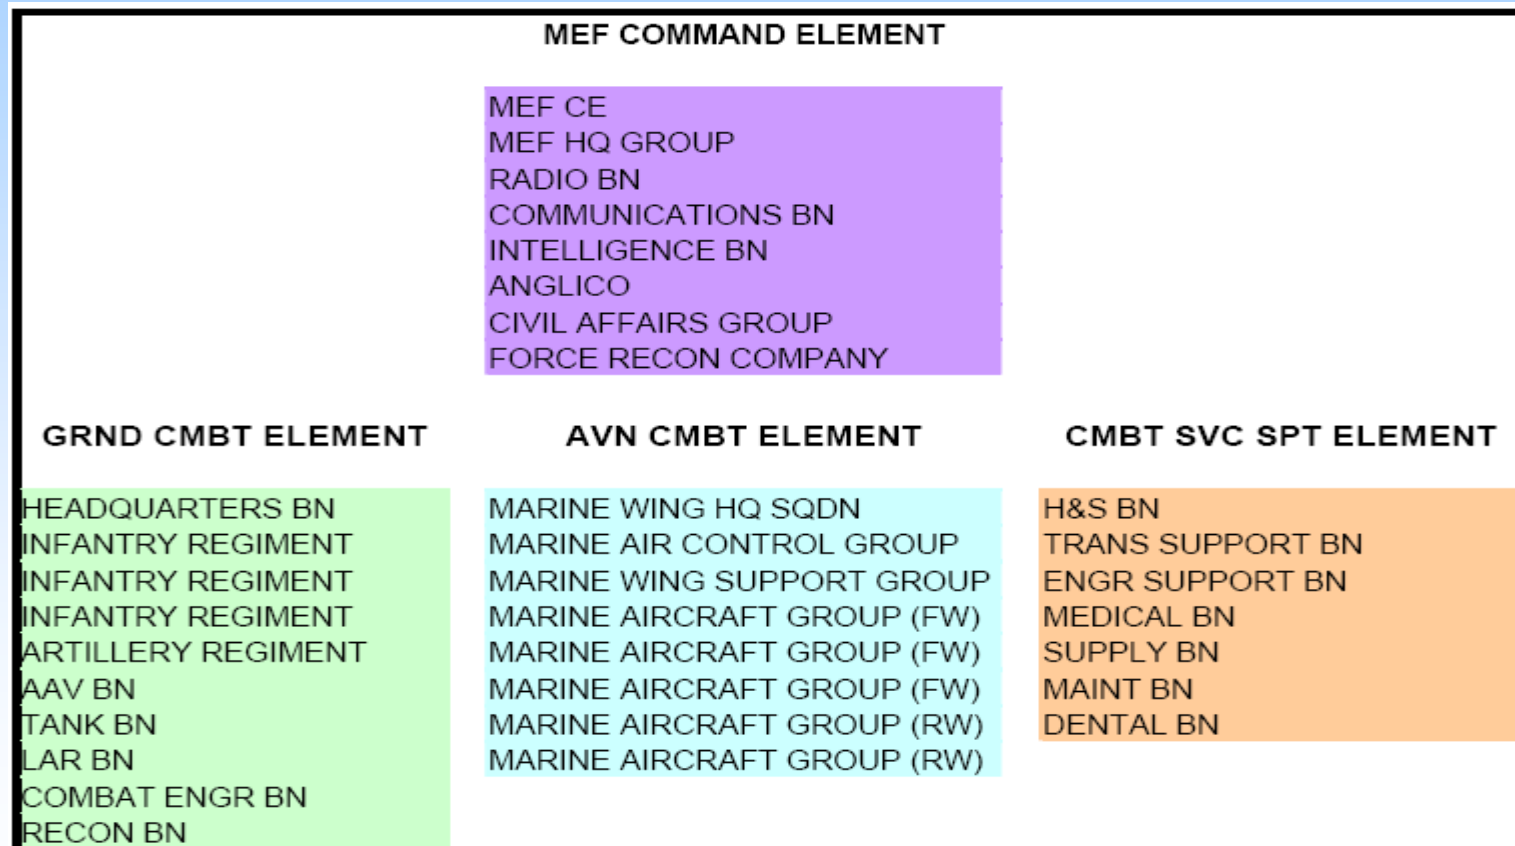 MEF COMMAND ELEMENT
MEF CE
MEF HQ GROUP
RADIO BN
COMMUNICATIONS BN
INTELLIGENCE BN
ANGLICO
CIVIL AFFAIRS GROUP
FORCE RECON COMPANY
GRND CMBT ELEMENT
HEADQUARTERS BN
INFANTRY REGIMENT
INFANTRY REGIMENT
INFANTRY REGIMENT
ARTILLERY REGIMENT
AAV BN
TANK BN
LAR BN
COMBAT ENGR BN
RECON BN
AVN CMBT ELEMENT
MARINE WING HQ SQDN
MARINE AIR CONTROL GROUP
MARINE WING SUPPORT GROUP
MARINE AIRCRAFT GROUP (FW)
MARINE AIRCRAFT GROUP (FW)
MARINE AIRCRAFT GROUP (FW)
MARINE AIRCRAFT GROUP (RW)
MARINE AIRCRAFT GROUP (RW)
CMBT SVC SPT ELEMENT
H&S BN
TRANS SUPPORT BN
ENGR SUPPORT BN
MEDICAL BN
SUPPLY BN
MAINT BN
DENTAL BN